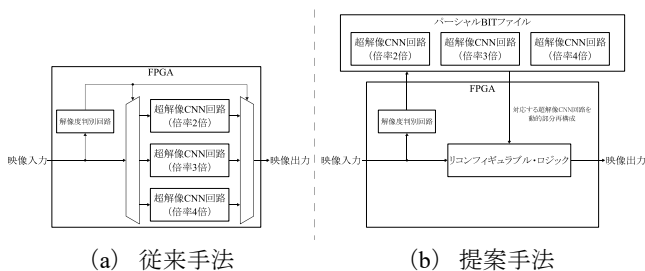 FPGA
解像度判別回路
超解像CNN回路
(倍率2倍)
超解像CNN回路
(倍率3倍)
超解像CNN回路
(倍率4倍)
映像入力
映像出力
(a) 従来手法
パーシャルBITファイル
超解像CNN回路
(倍率2倍)
超解像CNN回路
(倍率3倍)
超解像CNN回路
(倍率4倍)
FPGA
対応する超解像CNN回路を
動的部分再構成
解像度判別回路
映像入力
リコンフィギュラブル・ロジック
映像出力
(b) 提案手法